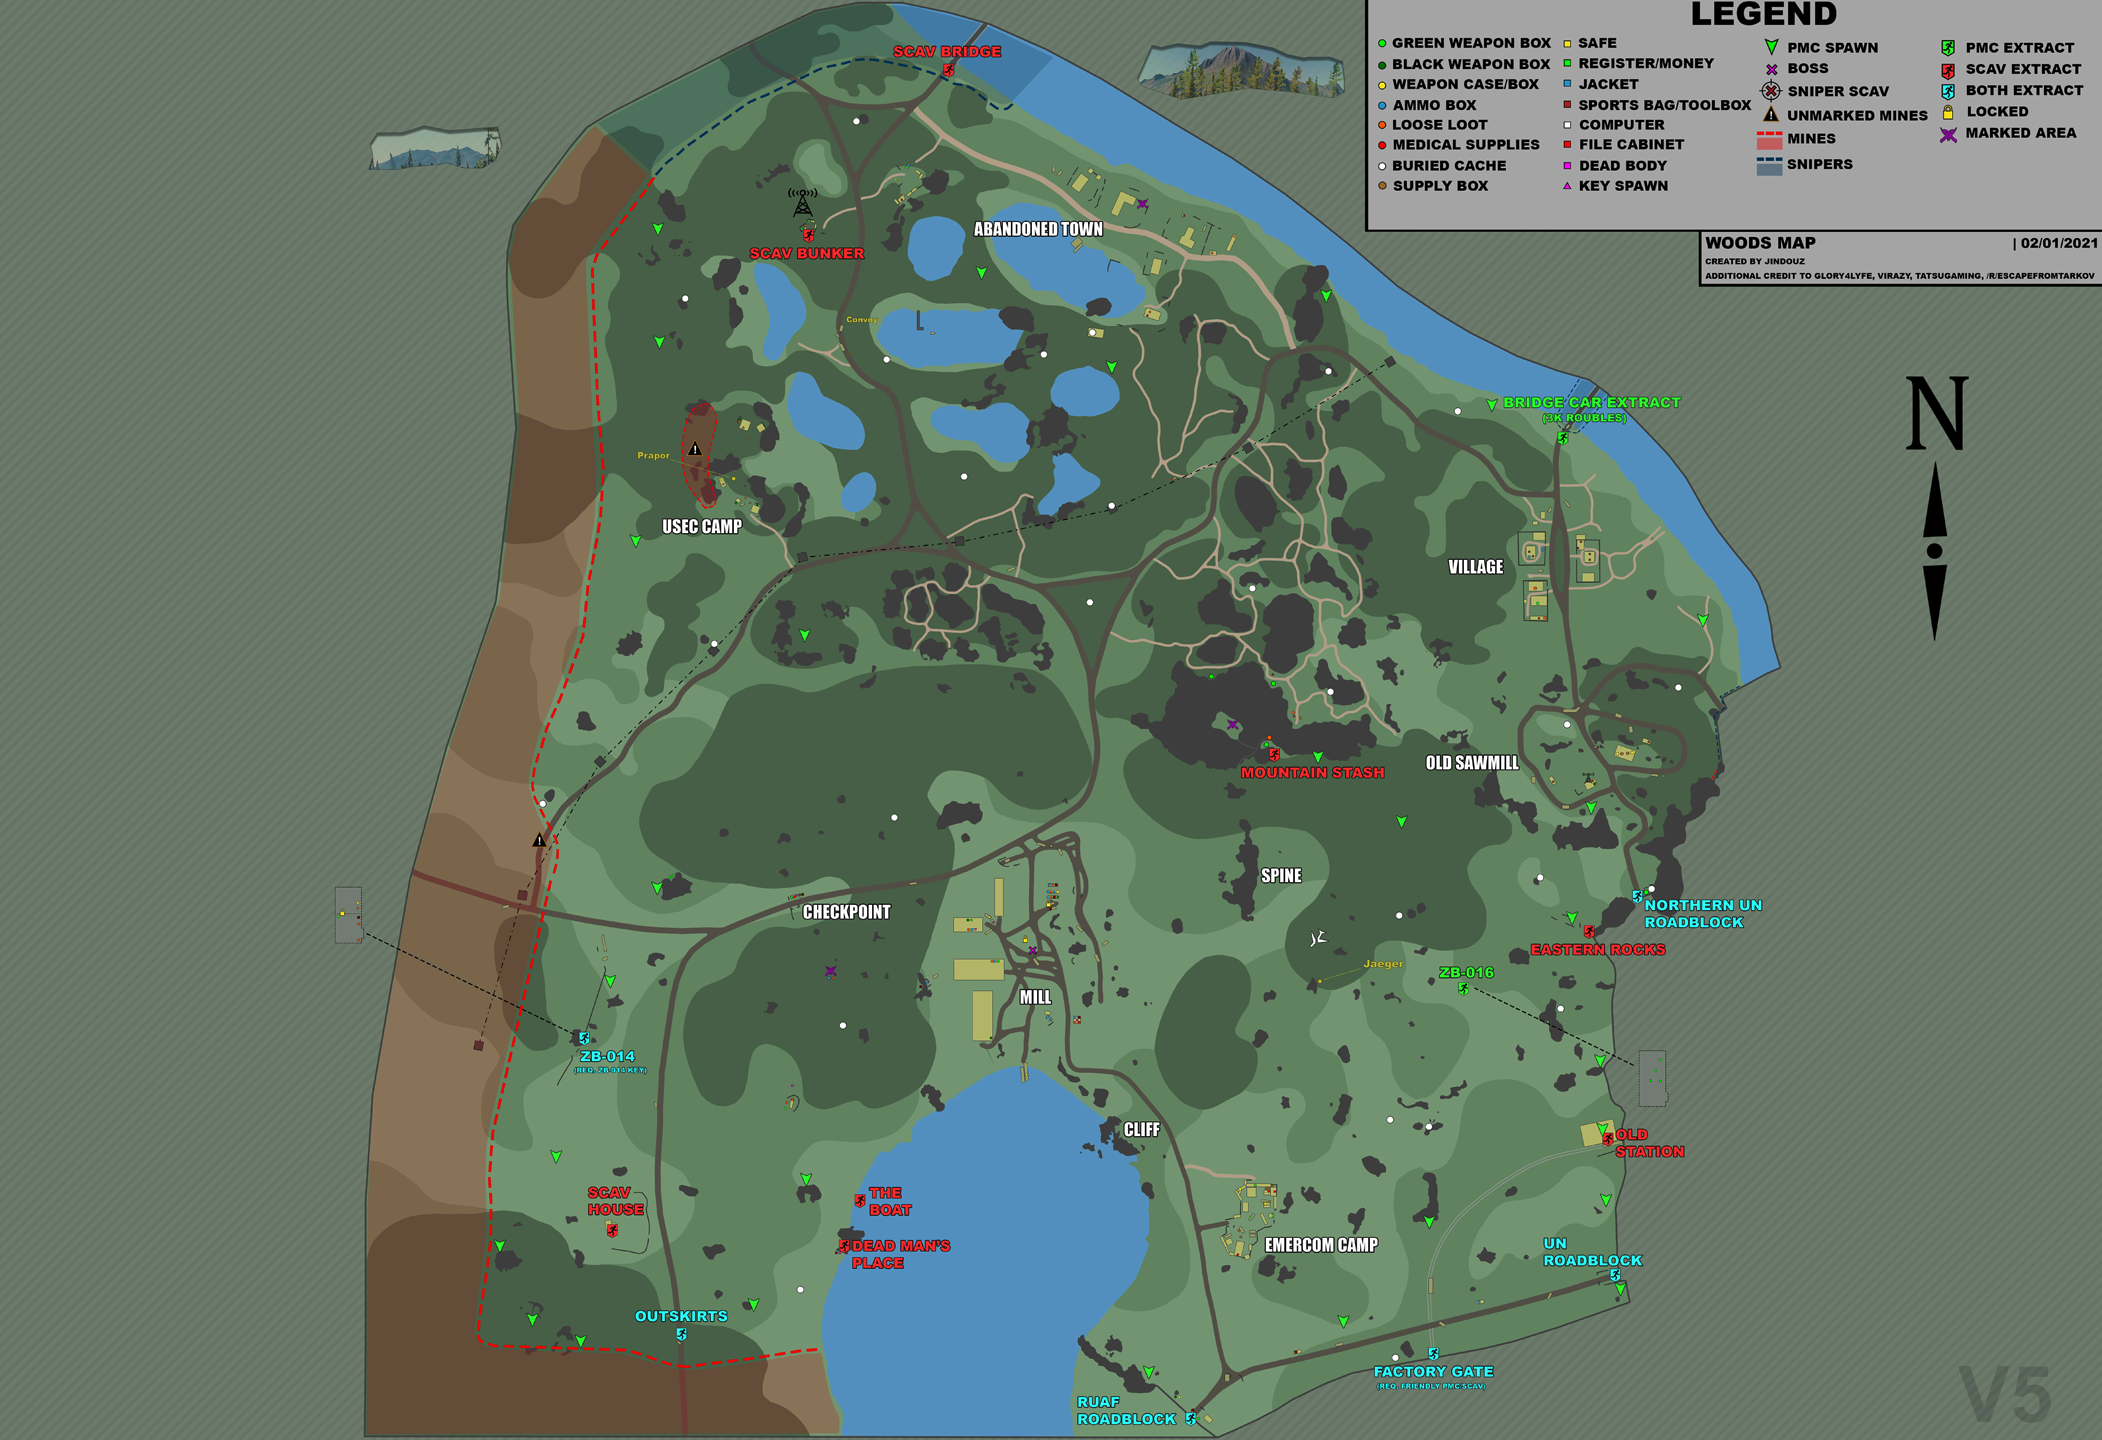 LEGEND
GREEN WEAPON BOX
BLACK WEAPON BOX
WEAPON CASE/BOX
AMMO BOX
LOOSE LOOT
MEDICAL SUPPLIES
BURIED CACHE
SUPPLY BOX
SAFE
REGISTER/MONEY
JACKET
SPORTS BAG/TOOLBOX
COMPUTER
FILE CABINET
DEAD BODY
KEY SPAWN
PMC SPAWN
BOSS
SNIPER SCAV
UNMARKED MINES
MINES
SNIPERS
PMC EXTRACT
SCAV EXTRACT
BOTH EXTRACT
LOCKED
MARKED AREA
WOODS MAP | 02/01/2021
CREATED BY JINDOUZ
ADDITIONAL CREDIT TO GLORY4LYFE, VIRAZY, TATSUGAMING, /R/ESCAPEFROMTARKOV
SCAV BRIDGE
ABANDONED TOWN
SCAV BUNKER
Convoy
BRIDGE CAR EXTRACT
(3K ROUBLES)
N
Prapor
USEC CAMP
VILLAGE
OLD SAWMILL
MOUNTAIN STASH
SPINE
CHECKPOINT
NORTHERN UN
ROADBLOCK
EASTERN ROCKS
Jaeger
ZB-016
MILL
ZB-014
(REQ. ZB-014 KEY)
CLIFF
OLD
STATION
SCAV
HOUSE
THE
BOAT
DEAD MAN'S
PLACE
EMERCOM CAMP
UN
ROADBLOCK
OUTSKIRTS
FACTORY GATE
(REQ. FRIENDLY PMC SCAV)
RUAF
ROADBLOCK
V5